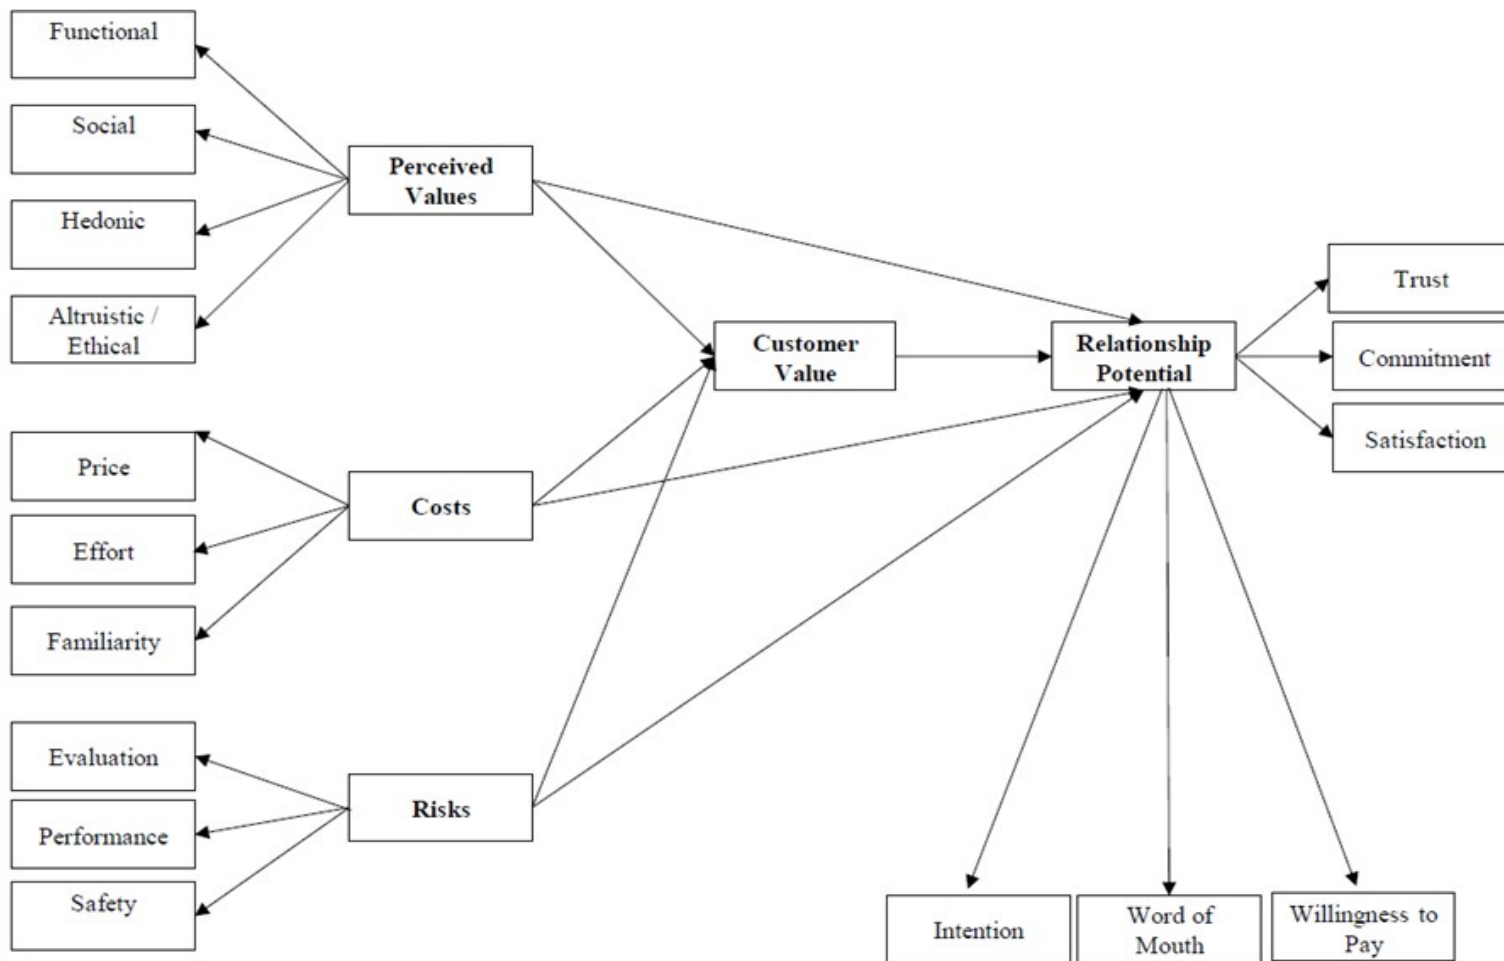 Functional
Social
Hedonic
Altruistic /
Ethical
Perceived
Values
Price
Effort
Familiarity
Costs
Evaluation
Performance
Safety
Risks
Customer
Value
Relationship
Potential
Trust
Commitment
Satisfaction
Intention
Word of
Mouth
Willingness to
Pay